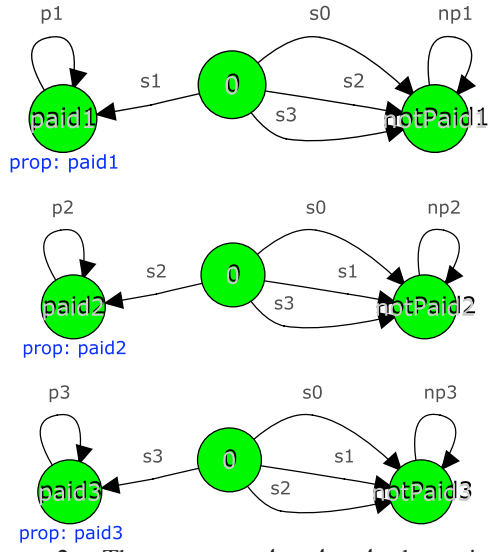 p1
s0
np1
s1
0
s2
s3
paid1
notPaid1
prop: paid1
p2
s0
np2
s2
0
s1
s3
paid2
notPaid2
prop: paid2
p3
s0
np3
s3
0
s1
s2
paid3
notPaid3
prop: paid3